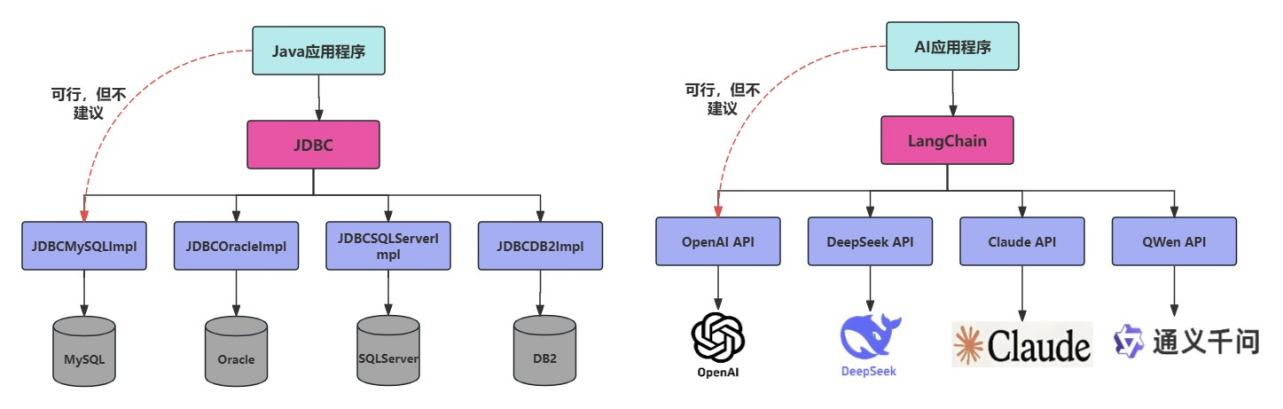 Java应用程序
可行，但不
建议
JDBC
JDBCMySQLImpl
JDBCOracleImpl
JDBCSQLServerI
mpl
JDBCDB2Impl
MySQL
Oracle
SQLServer
DB2
AI应用程序
可行，但不
建议
LangChain
OpenAI API
DeepSeek API
Claude API
QWen API
OpenAI
DeepSeek
Claude
通义千问